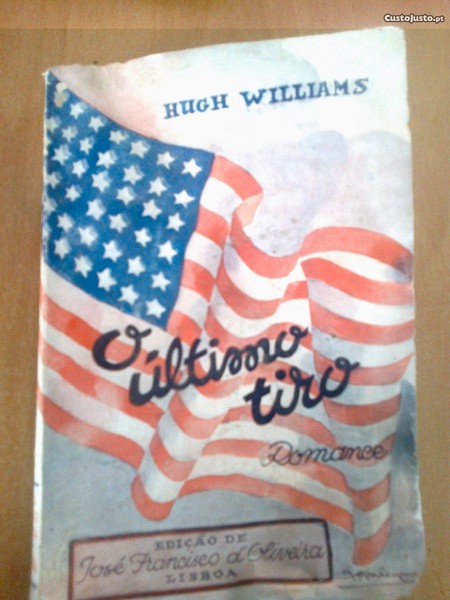 CustoJusto.pt
HUGH WILLIAMS
O último
tiro
Romance
EDIÇÃO DE
José Francisco d'Oliveira
LISBOA